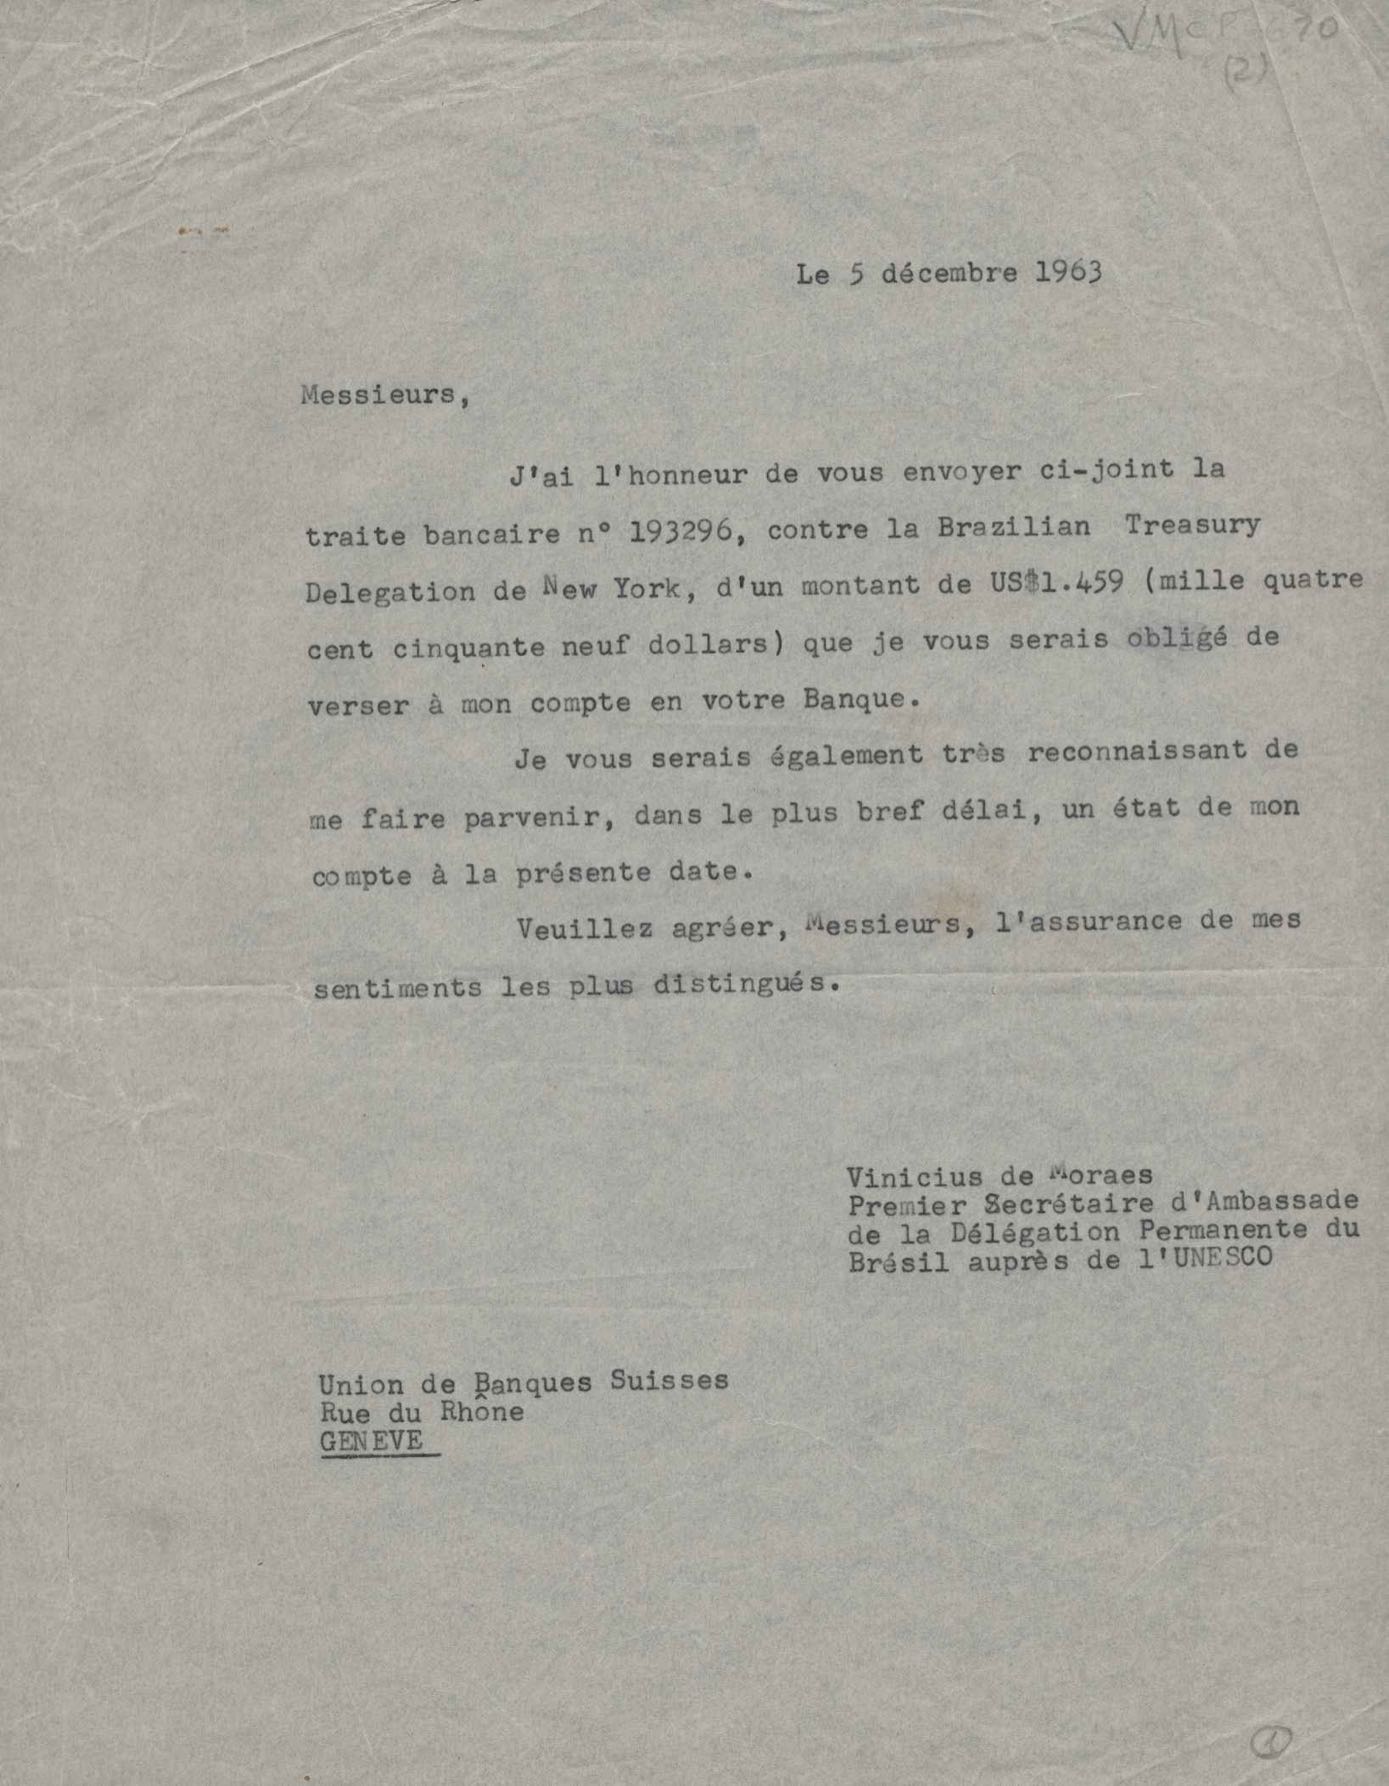 (2)
Le 5 décembre 1963
Messieurs,
J'ai l'honneur de vous envoyer ci-joint la
traite bancaire n° 193296, contre la Brazilian Treasury
Delegation de New York, d'un montant de US$1.459 (mille quatre
cent cinquante neuf dollars) que je vous serais obligé de
verser à mon compte en votre Banque.
Je vous serais également très reconnaissant de
me faire parvenir, dans le plus bref délai, un état de mon
compte à la présente date.
Veuillez agréer, Messieurs, l'assurance de mes
sentiments les plus distingués.
Vinicius de Moraes
Premier Secrétaire d'Ambassade
de la Délégation Permanente du
Brésil auprès de l'UNESCO
Union de Banques Suisses
Rue du Rhône
GENEVE
1